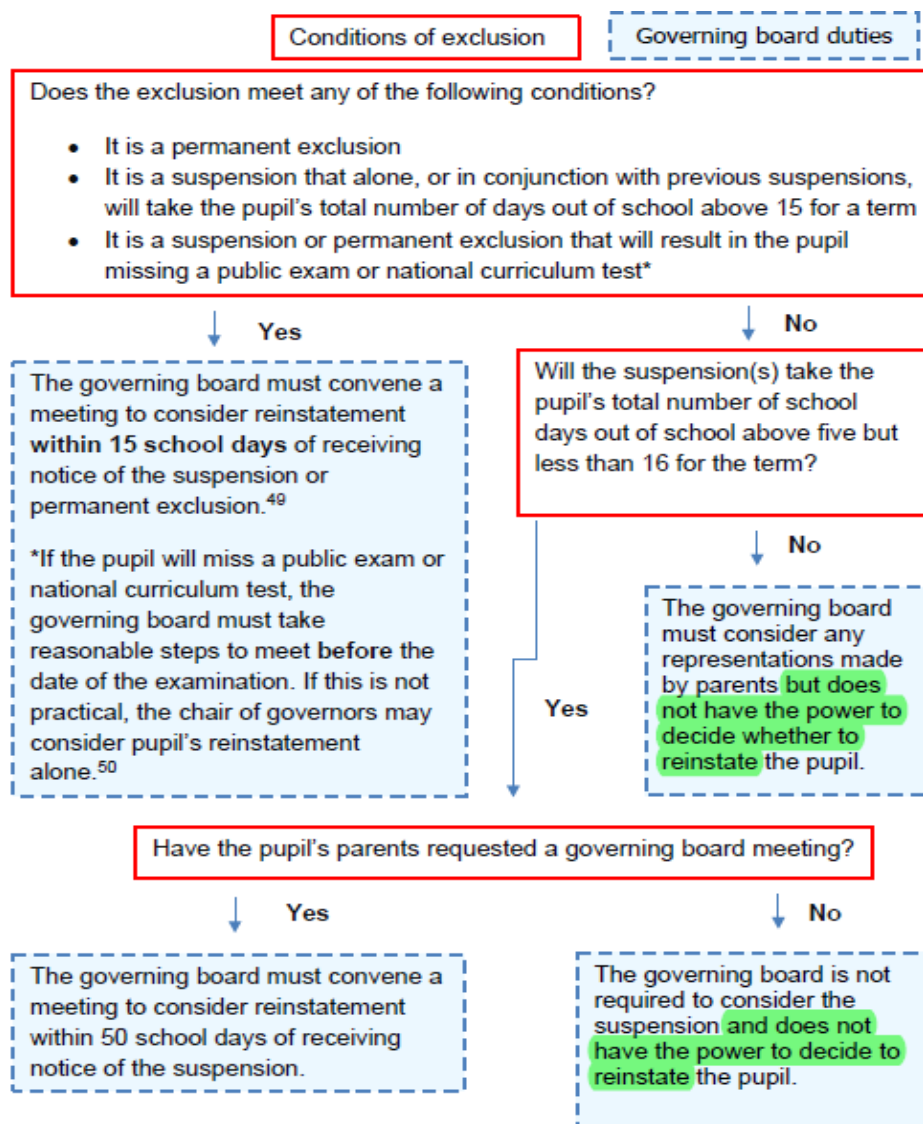 Conditions of exclusion
Governing board duties
Does the exclusion meet any of the following conditions?
• It is a permanent exclusion
• It is a suspension that alone, or in conjunction with previous suspensions,
will take the pupil's total number of days out of school above 15 for a term
• It is a suspension or permanent exclusion that will result in the pupil
missing a public exam or national curriculum test*
Yes
No
The governing board must convene a
meeting to consider reinstatement
within 15 school days of receiving
notice of the suspension or
permanent exclusion.49
*If the pupil will miss a public exam or
national curriculum test, the
governing board must take
reasonable steps to meet before the
date of the examination. If this is not
practical, the chair of governors may
consider pupil's reinstatement
alone.50
Will the suspension(s) take the
pupil's total number of school
days out of school above five but
less than 16 for the term?
No
The governing board
must consider any
representations made
by parents but does
not have the power to
decide whether to
reinstate the pupil.
Yes
Have the pupil's parents requested a governing board meeting?
Yes
No
The governing board must convene a
meeting to consider reinstatement
within 50 school days of receiving
notice of the suspension.
The governing board is not
required to consider the
suspension and does not
have the power to decide to
reinstate the pupil.